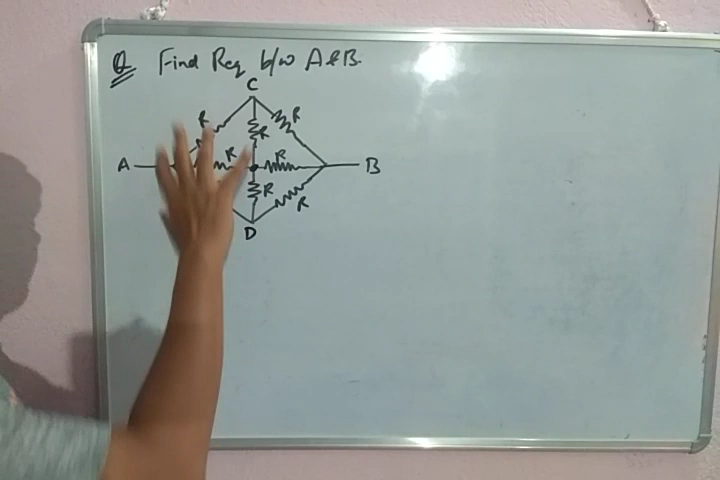 Q Find Req b/w A & B.
C
R R
R
A R R B
R R
D